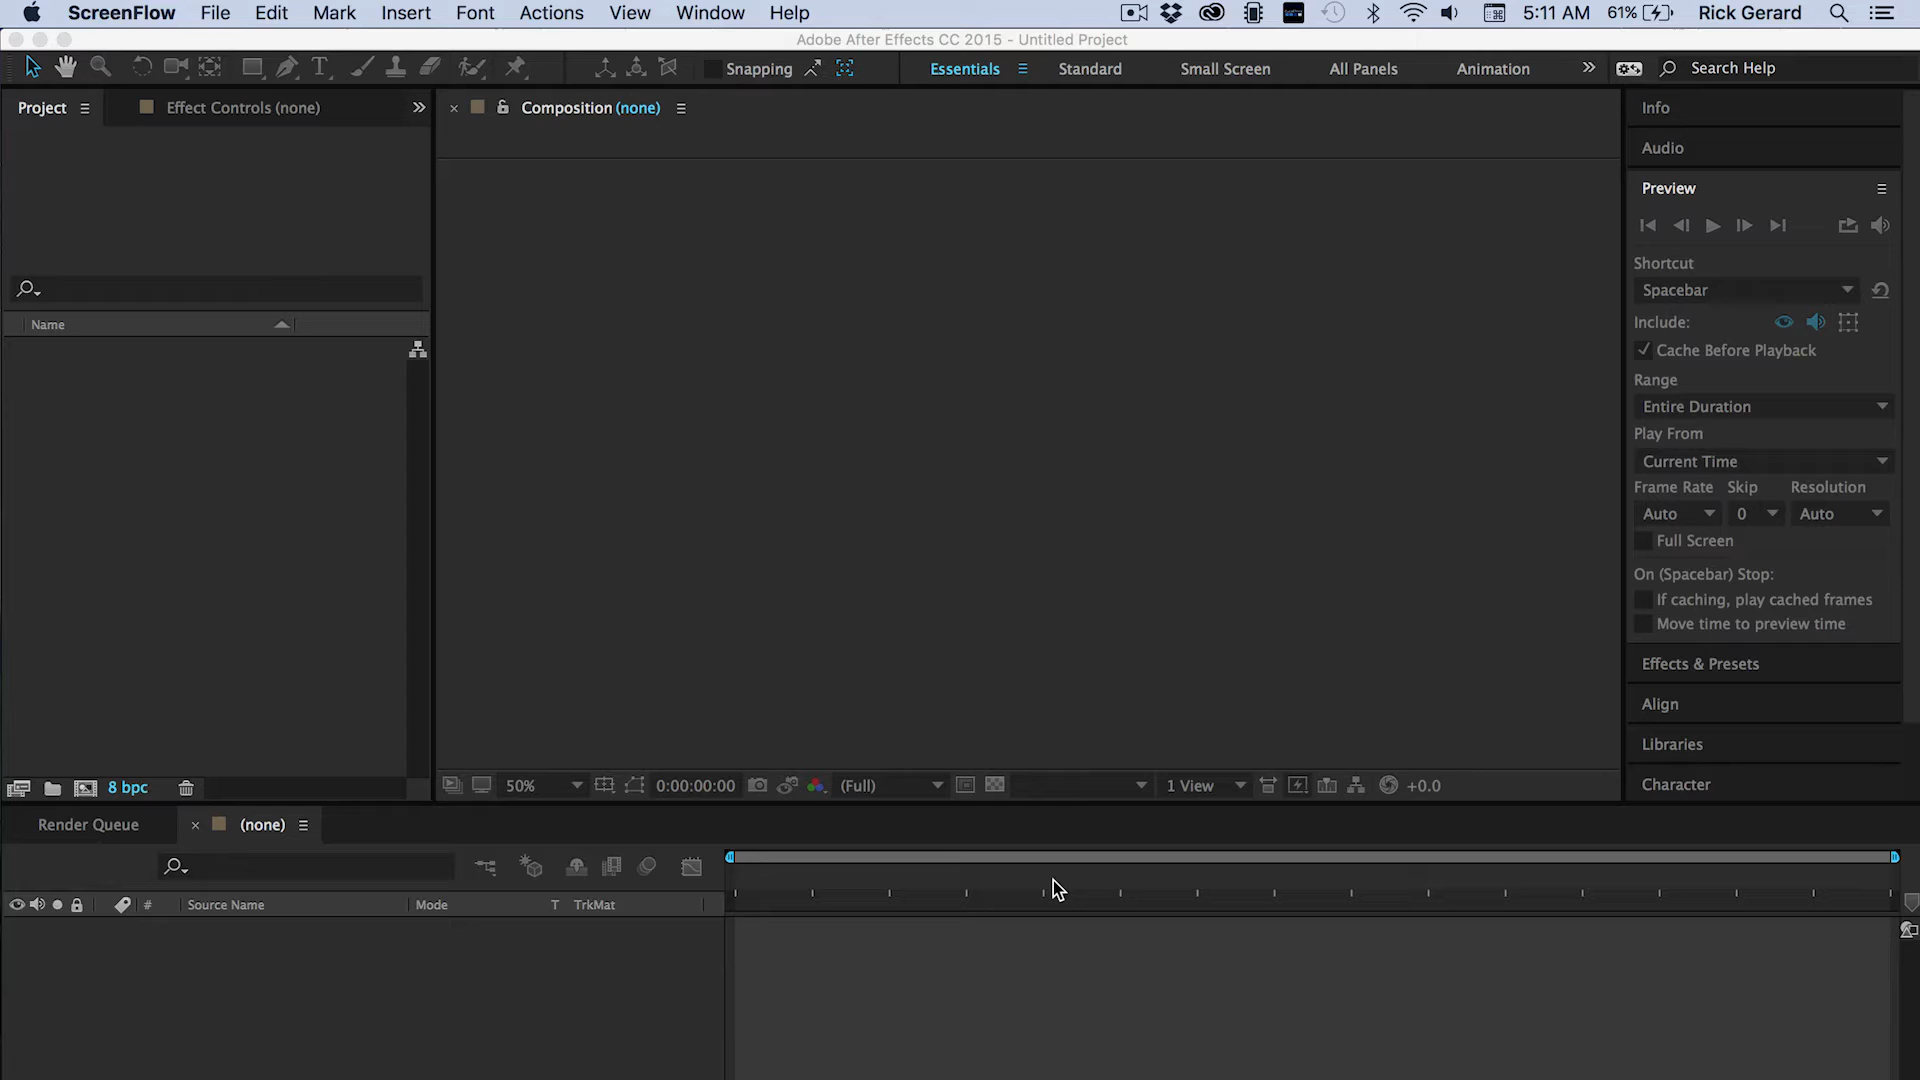 ScreenFlow File Edit Mark Insert Font Actions View Window Help 5:11 AM 61% Rick Gerard
Adobe After Effects CC 2015 - Untitled Project
Snapping Essentials Standard Small Screen All Panels Animation Search Help
Project Effect Controls (none) Composition (none) Info
Audio
Preview
Shortcut
Spacebar
Include:
Name
Cache Before Playback
Range
Entire Duration
Play From
Current Time
Frame Rate Skip Resolution
Auto 0 Auto
Full Screen
On (Spacebar) Stop:
If caching, play cached frames
Move time to preview time
Effects & Presets
Align
Libraries
Character
8 bpc 50% 0:00:00:00 (Full) 1 View +0.0
Render Queue (none)
# Source Name Mode T TrkMat